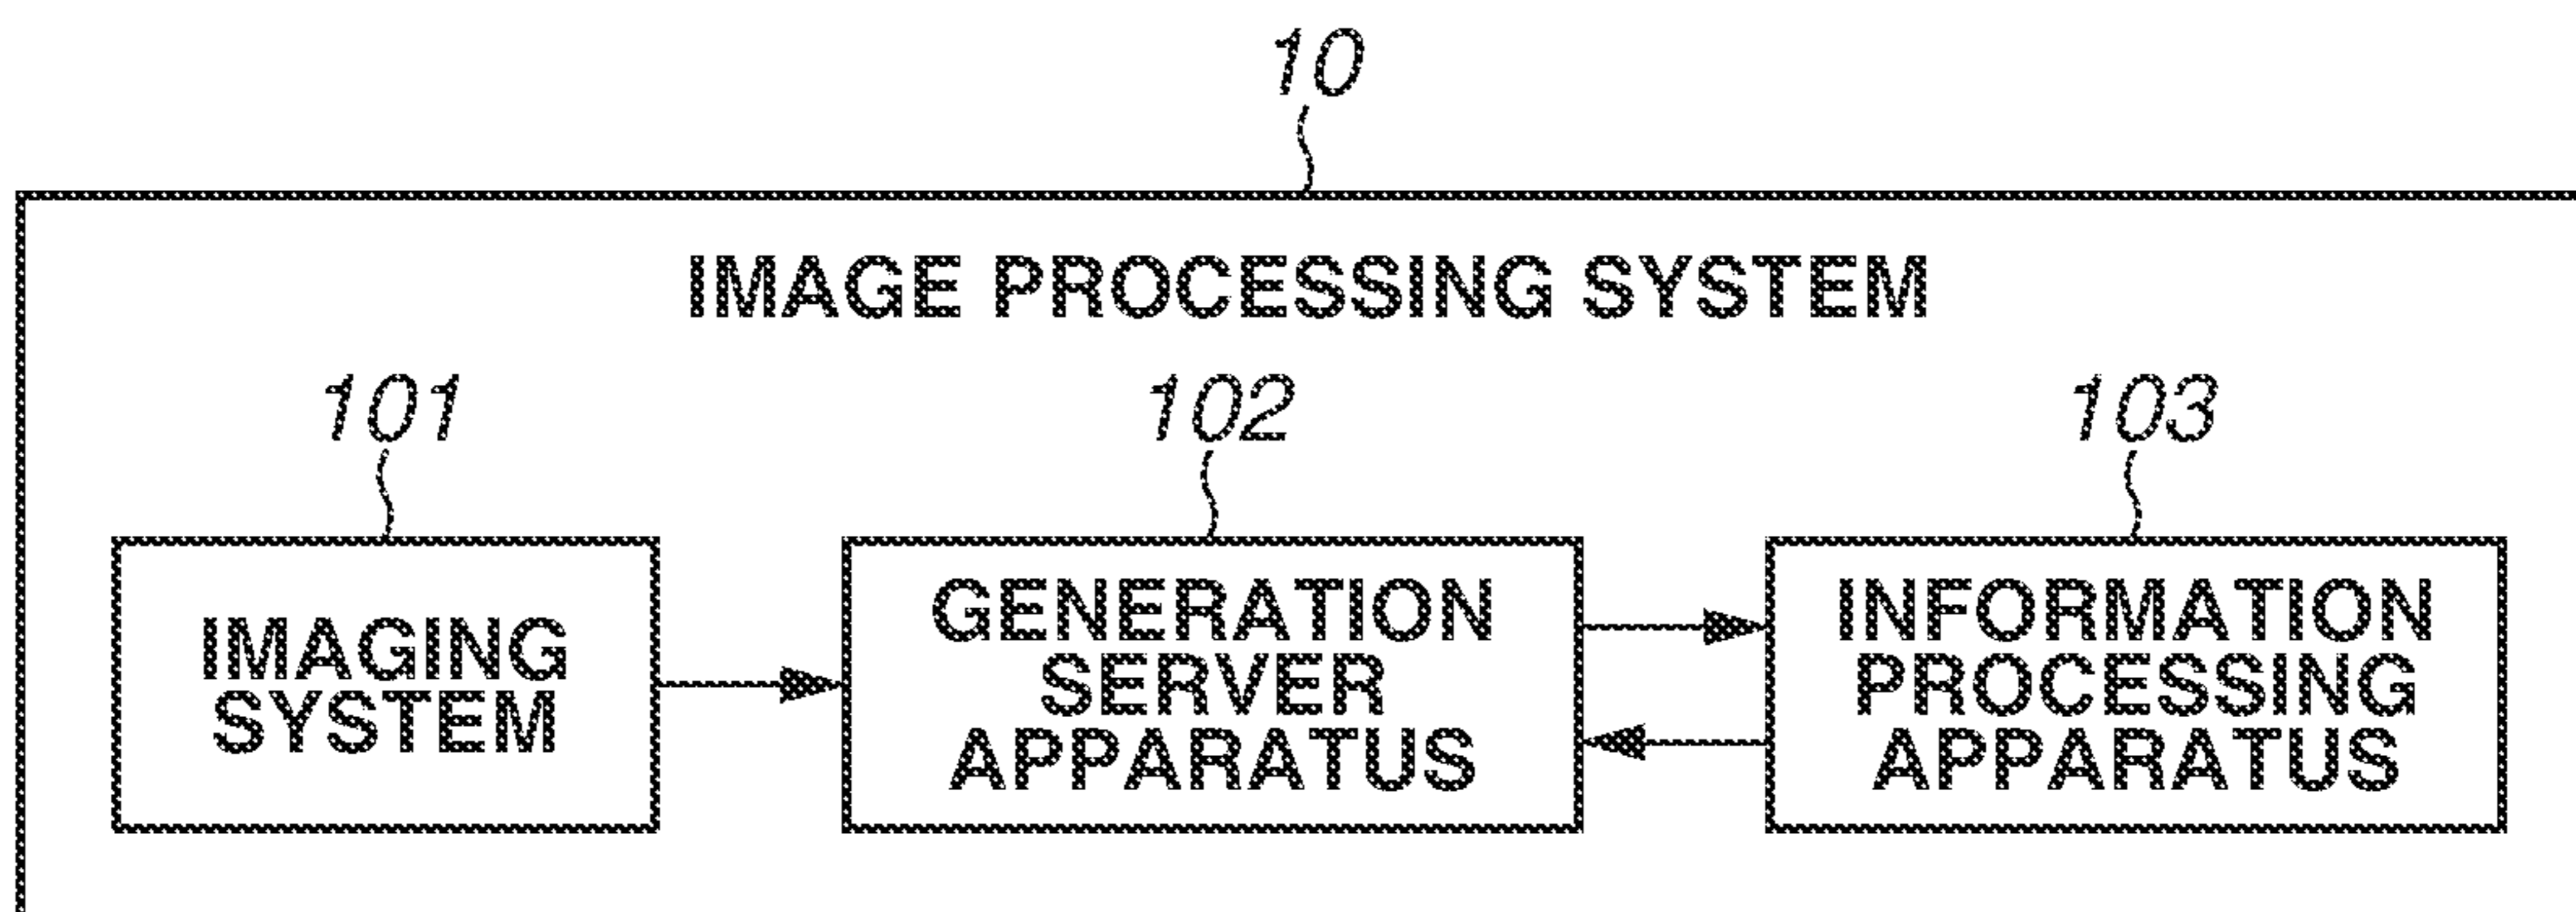 10
IMAGE PROCESSING SYSTEM
101
102
103
IMAGING
SYSTEM
GENERATION
SERVER
APPARATUS
INFORMATION
PROCESSING
APPARATUS